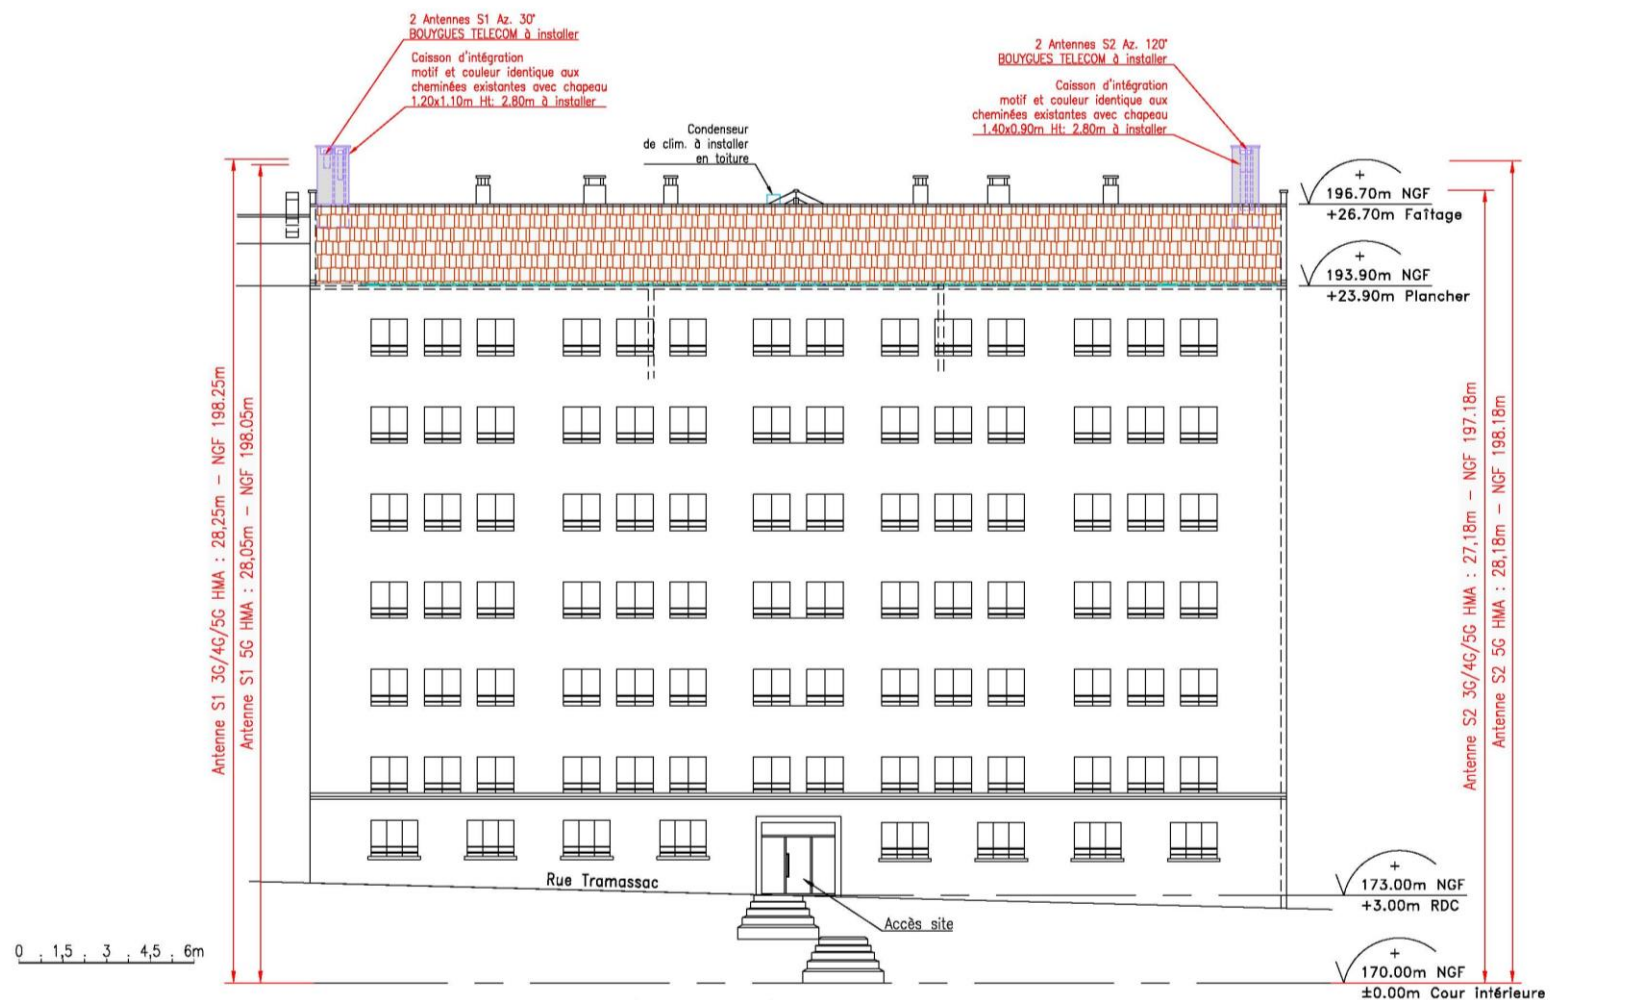 2 Antennes S1 Az. 30°
BOUYGUES TELECOM à installer
Caisson d'intégration
motif et couleur identique aux
cheminées existantes avec chapeau
1.20x1.10m Ht: 2.80m à installer
2 Antennes S2 Az. 120°
BOUYGUES TELECOM à installer
Caisson d'intégration
motif et couleur identique aux
cheminées existantes avec chapeau
1.40x0.90m Ht: 2.80m à installer
Condenseur
de clim. à installer
en toiture
196.70m NGF
+26.70m Faîtage
193.90m NGF
+23.90m Plancher
Antenne S1 3G/4G/5G HMA : 28,25m – NGF 198.25m
Antenne S1 5G HMA : 28,05m – NGF 198.05m
Antenne S2 3G/4G/5G HMA : 27,18m – NGF 197.18m
Antenne S2 5G HMA : 28,18m – NGF 198.18m
Rue Tramassac
173.00m NGF
+3.00m RDC
Accès site
0 1,5 3 4,5 6m
170.00m NGF
±0.00m Cour intérieure